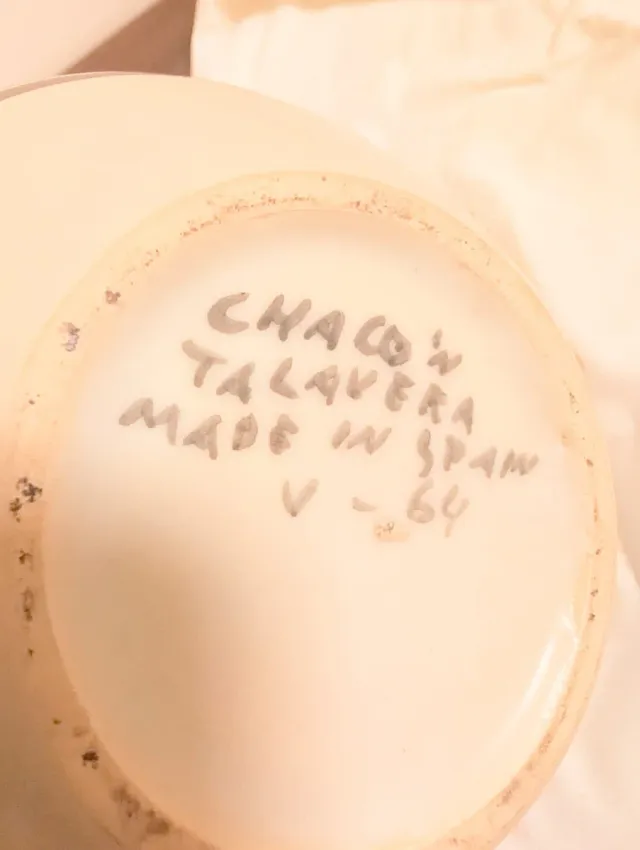 CHACÓN
TALAVERA
MADE IN SPAIN
V - 64